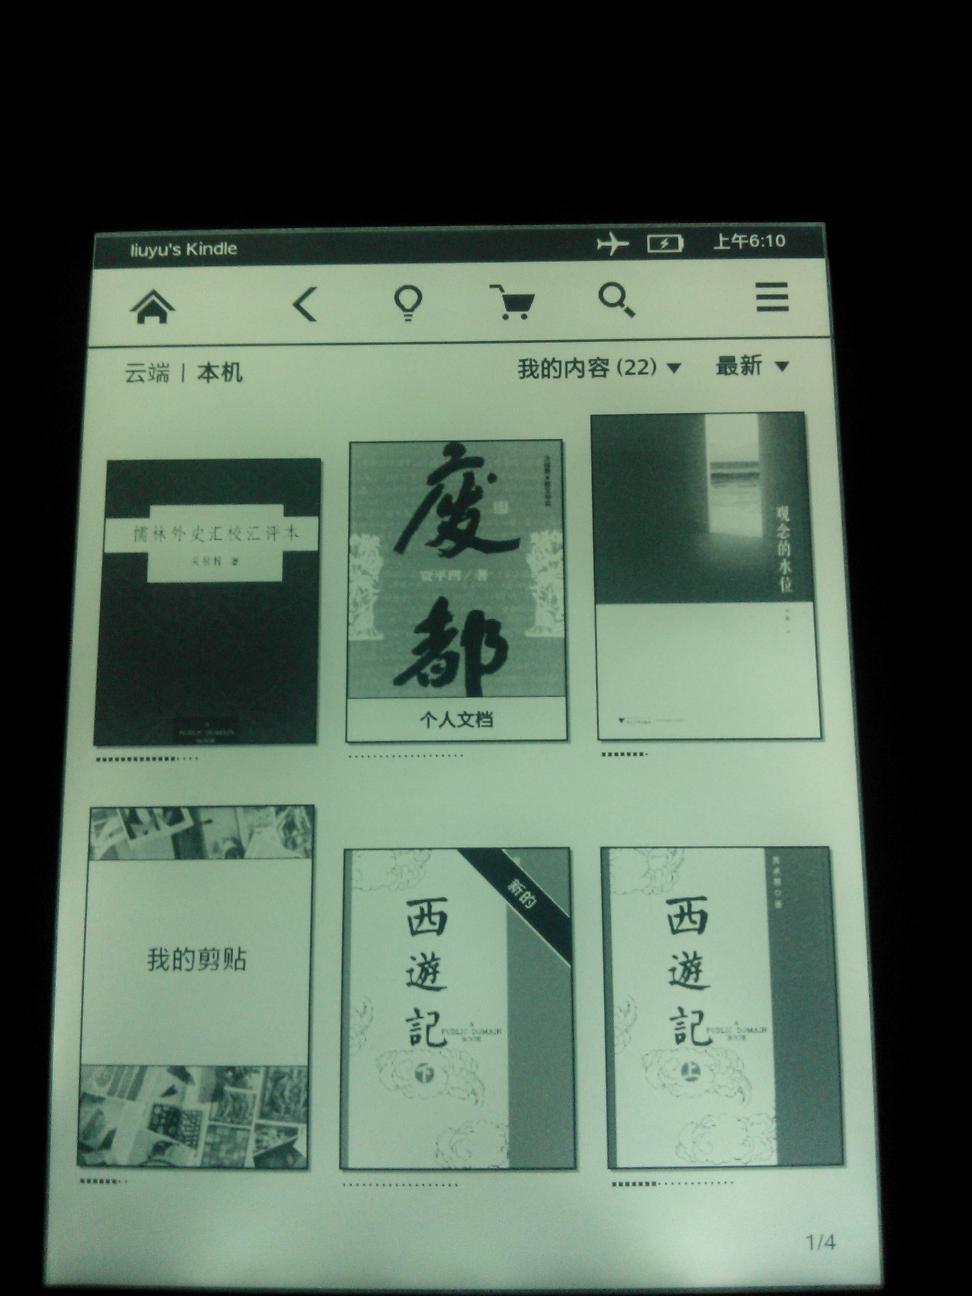 liuyu's Kindle 上午6:10
云端 | 本机 我的内容 (22) ▼ 最新 ▼
儒林外史汇校汇评本
吴敬梓 著
PUBLIC DOMAIN
BOOK
废
贾平凹/著
都
个人文档
观念的水位
我的剪贴
新的
西
遊
記
A
PUBLIC DOMAIN
BOOK
下
西
遊
記
A
PUBLIC DOMAIN
BOOK
上
1/4